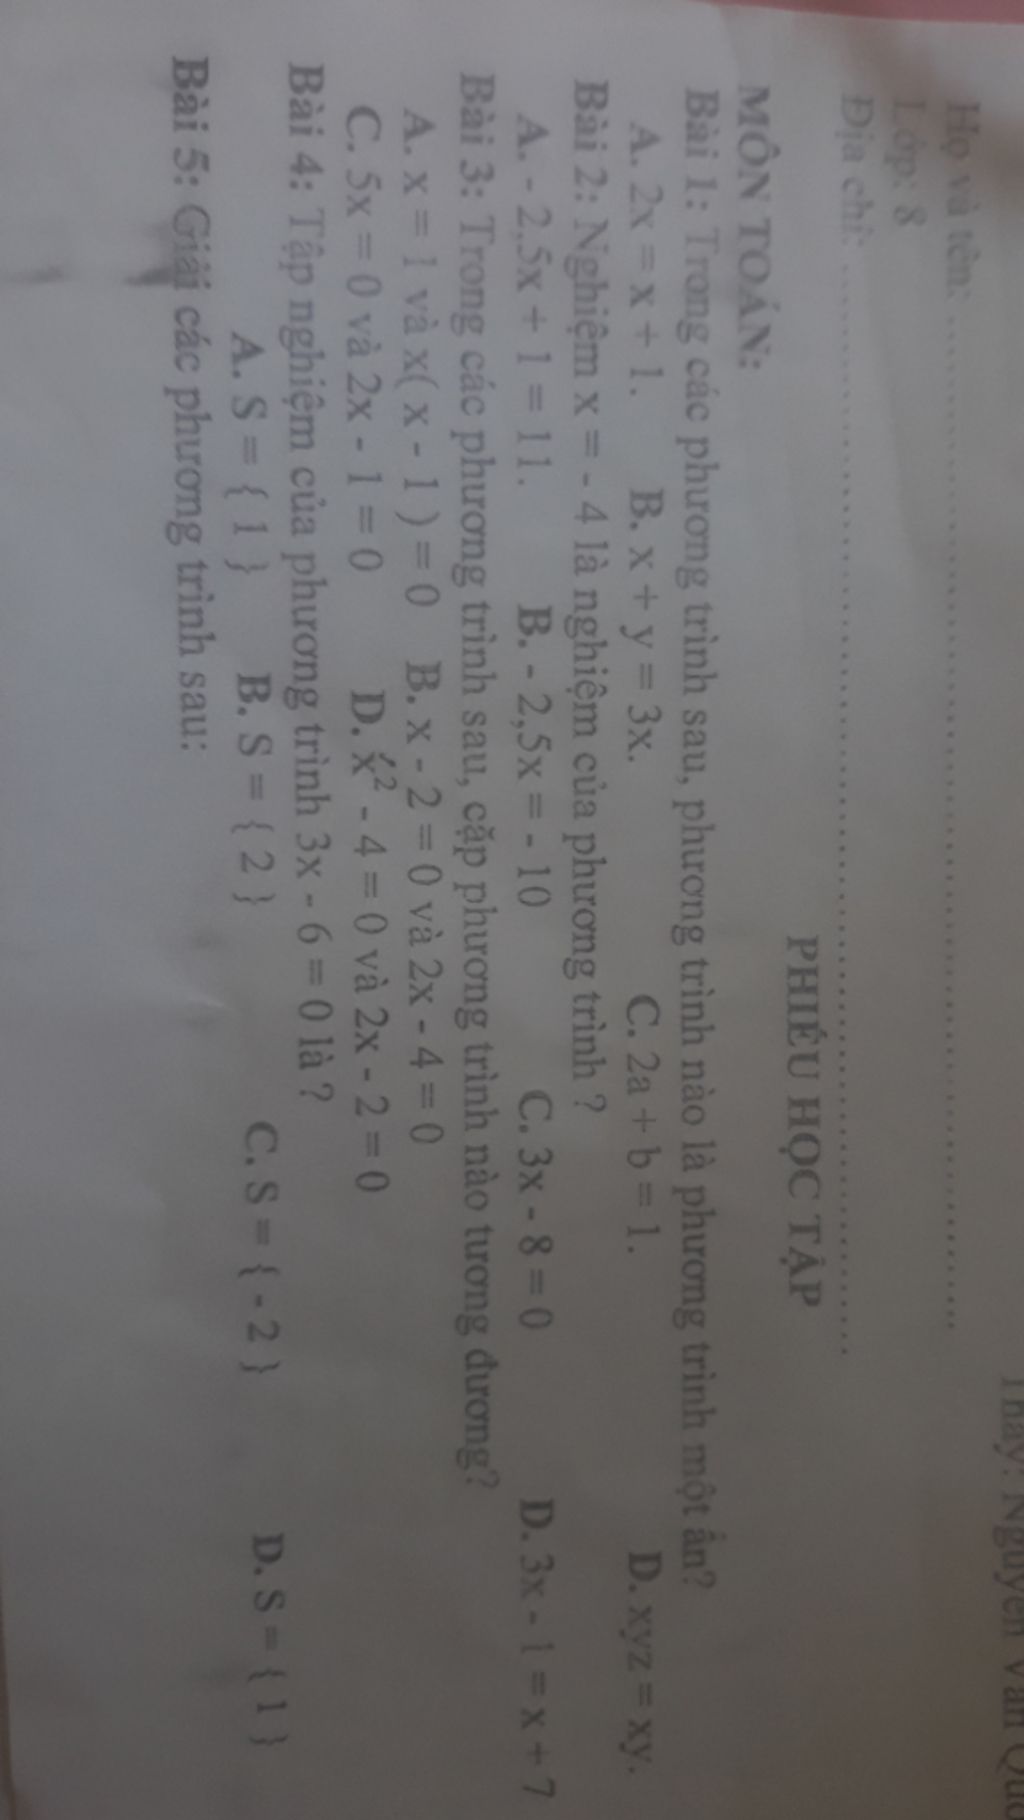 Thầy: Nguyễn Văn
Họ và tên: ........................................
Lớp: 8
Địa chỉ: ........................................
PHIẾU HỌC TẬP
MÔN TOÁN:
Bài 1: Trong các phương trình sau, phương trình nào là phương trình một ẩn?
A. 2x = x + 1. B. x + y = 3x. C. 2a + b = 1. D. xyz = xy.
Bài 2: Nghiệm x = - 4 là nghiệm của phương trình ?
A. - 2,5x + 1 = 11. B. - 2,5x = - 10 C. 3x - 8 = 0 D. 3x - 1 = x + 7
Bài 3: Trong các phương trình sau, cặp phương trình nào tương đương?
A. x = 1 và x( x - 1 ) = 0 B. x - 2 = 0 và 2x - 4 = 0
C. 5x = 0 và 2x - 1 = 0 D. x² - 4 = 0 và 2x - 2 = 0
Bài 4: Tập nghiệm của phương trình 3x - 6 = 0 là ?
A. S = { 1 } B. S = { 2 } C. S = { - 2 } D. S = { 1 }
Bài 5: Giải các phương trình sau: